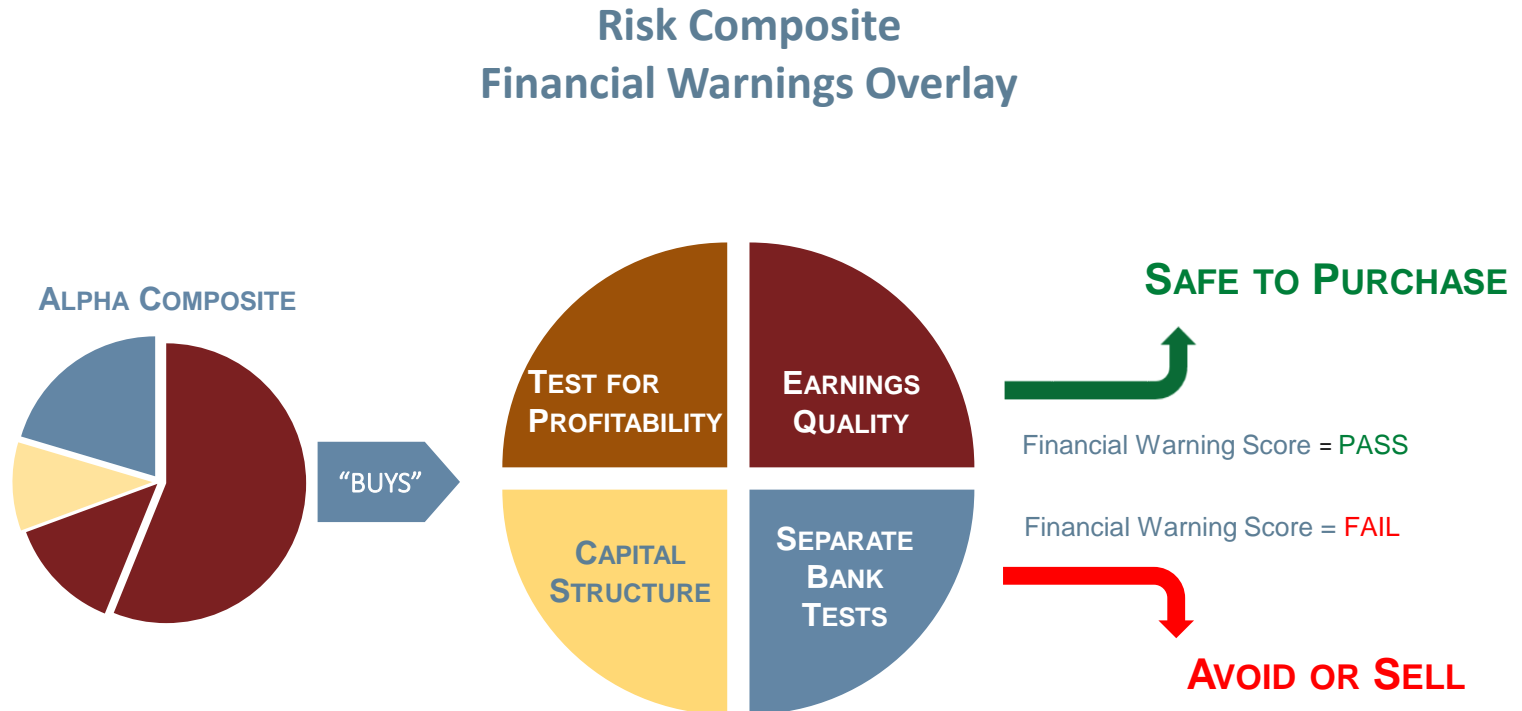 Risk Composite
Financial Warnings Overlay
ALPHA COMPOSITE
“BUYS”
TEST FOR
PROFITABILITY
EARNINGS
QUALITY
CAPITAL
STRUCTURE
SEPARATE
BANK
TESTS
SAFE TO PURCHASE
Financial Warning Score = PASS
Financial Warning Score = FAIL
AVOID OR SELL